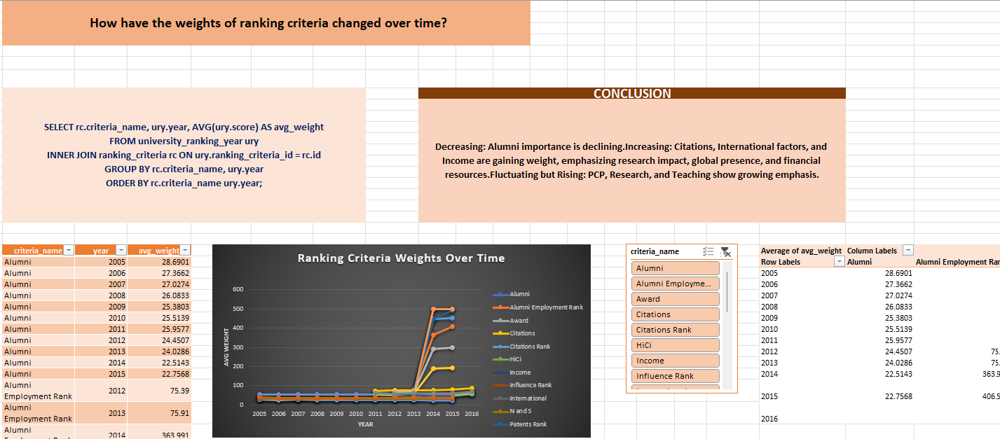 How have the weights of ranking criteria changed over time?
SELECT rc.criteria_name, ury.year, AVG(ury.score) AS avg_weight
FROM university_ranking_year ury
INNER JOIN ranking_criteria rc ON ury.ranking_criteria_id = rc.id
GROUP BY rc.criteria_name, ury.year
ORDER BY rc.criteria_name ury.year;
CONCLUSION
Decreasing: Alumni importance is declining.Increasing: Citations, International factors, and
Income are gaining weight, emphasizing research impact, global presence, and financial
resources.Fluctuating but Rising: PCP, Research, and Teaching show growing emphasis.
criteria_name year avg_weight
Alumni 2005 28.6901
Alumni 2006 27.3662
Alumni 2007 27.0274
Alumni 2008 26.0833
Alumni 2009 25.3803
Alumni 2010 25.5139
Alumni 2011 25.9577
Alumni 2012 24.4507
Alumni 2013 24.0286
Alumni 2014 22.5143
Alumni 2015 22.7568
Alumni
Employment Rank 2012 75.39
Alumni
Employment Rank 2013 75.91
Alumni
2014 363.991
Ranking Criteria Weights Over Time
600
500
400
300
200
100
0
AVG WEIGHT
2005 2006 2007 2008 2009 2010 2011 2012 2013 2014 2015 2016
YEAR
Alumni
Alumni Employment Rank
Award
Citations
Citations Rank
HiCi
Income
Influence Rank
International
N and S
Patents Rank
criteria_name
Alumni
Alumni Employme...
Award
Citations
Citations Rank
HiCi
Income
Influence Rank
Average of avg_weight Column Labels
Row Labels Alumni Alumni Employment Ran
2005 28.6901
2006 27.3662
2007 27.0274
2008 26.0833
2009 25.3803
2010 25.5139
2011 25.9577
2012 24.4507 75.
2013 24.0286 75.
2014 22.5143 363.9
2015 22.7568 406.5
2016